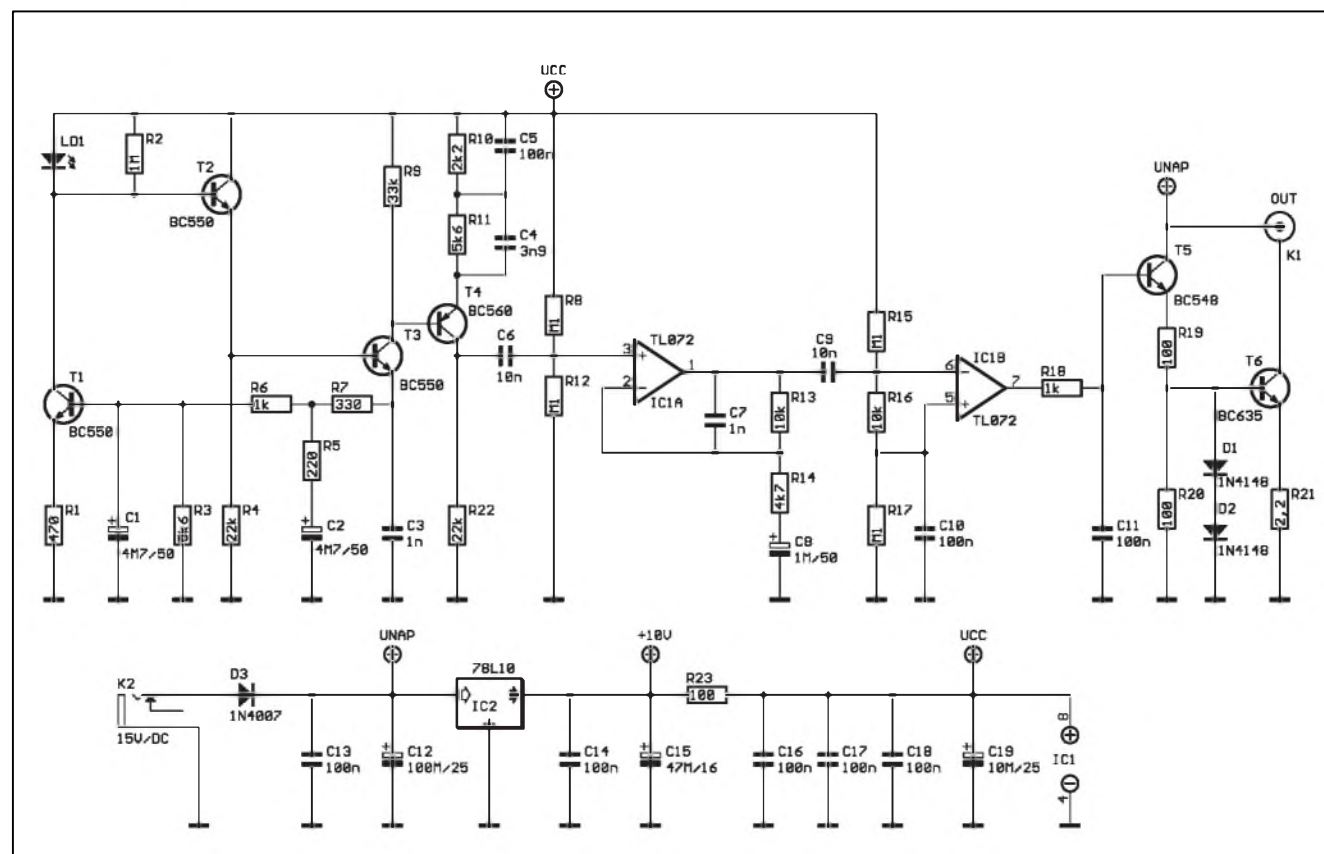 UCC
LD1
R2
1M
T2
BC550
R9
33k
R10
2k2
C5
100n
R11
5k6
C4
3n9
UNAP
OUT
K1
T5
BC548
T4
BC560
R8
M1
C6
10n
T3
BC550
R12
M1
TL072
3
2
1
IC1A
C9
10n
R15
M1
IC1B
6
5
7
TL072
R18
1k
R19
100
T6
BC635
T1
BC550
R6
1k
R7
330
R5
220
C7
1n
R13
10k
R16
10k
R14
4k7
D1
1N4148
D2
1N4148
R1
470
C1
4M7/50
R3
R4
22k
C2
4M7/50
C3
1n
R22
22k
C8
1M/50
R17
M1
C10
100n
C11
100n
R20
100
R21
2,2
UNAP
+10V
UCC
K2
15V/DC
D3
1N4007
78L10
IC2
R23
100
C13
100n
C12
100M/25
C14
100n
C15
47M/16
C16
100n
C17
100n
C18
100n
C19
10M/25
8
IC1
4